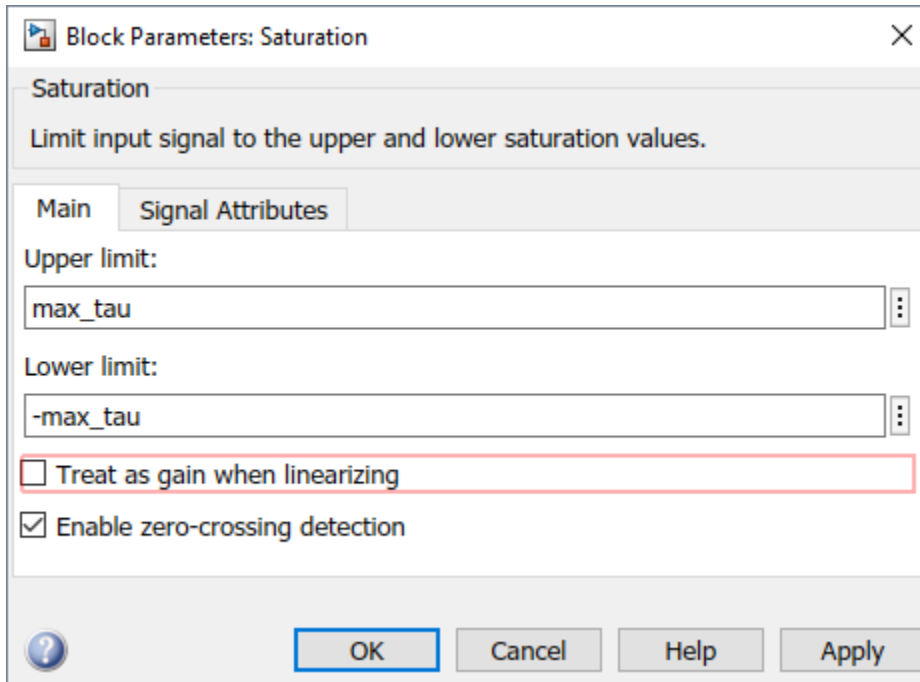 Block Parameters: Saturation
Saturation
Limit input signal to the upper and lower saturation values.
Main
Signal Attributes
Upper limit:
max_tau
Lower limit:
-max_tau
Treat as gain when linearizing
Enable zero-crossing detection
?
OK
Cancel
Help
Apply